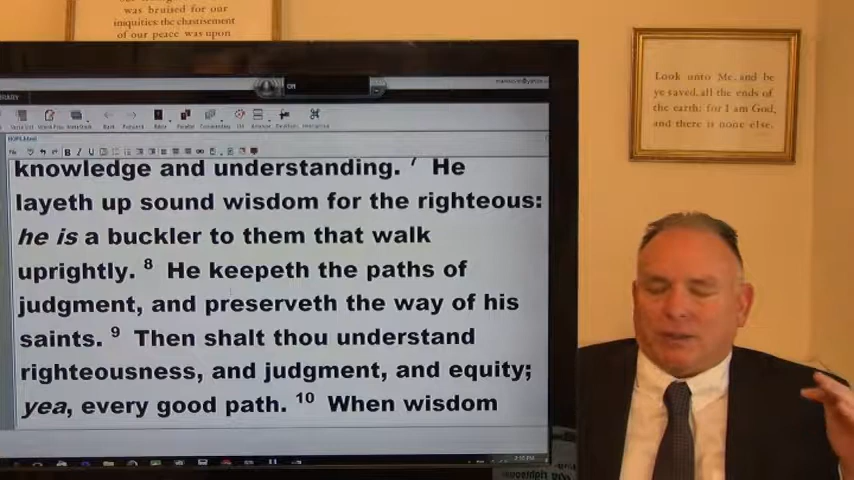 was bruised for our
iniquities the chastisement
of our peace was upon
Look unto Me, and be
ye saved, all the ends of
the earth: for I am God,
and there is none else.
knowledge and understanding. 7 He
layeth up sound wisdom for the righteous:
he is a buckler to them that walk
uprightly. 8 He keepeth the paths of
judgment, and preserveth the way of his
saints. 9 Then shalt thou understand
righteousness, and judgment, and equity;
yea, every good path. 10 When wisdom